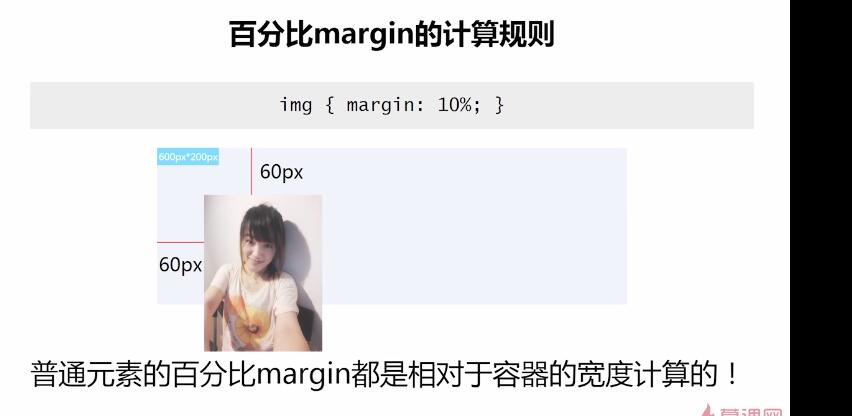 百分比margin的计算规则
img { margin: 10%; }
600px*200px
60px
60px
普通元素的百分比margin都是相对于容器的宽度计算的！
慕课网